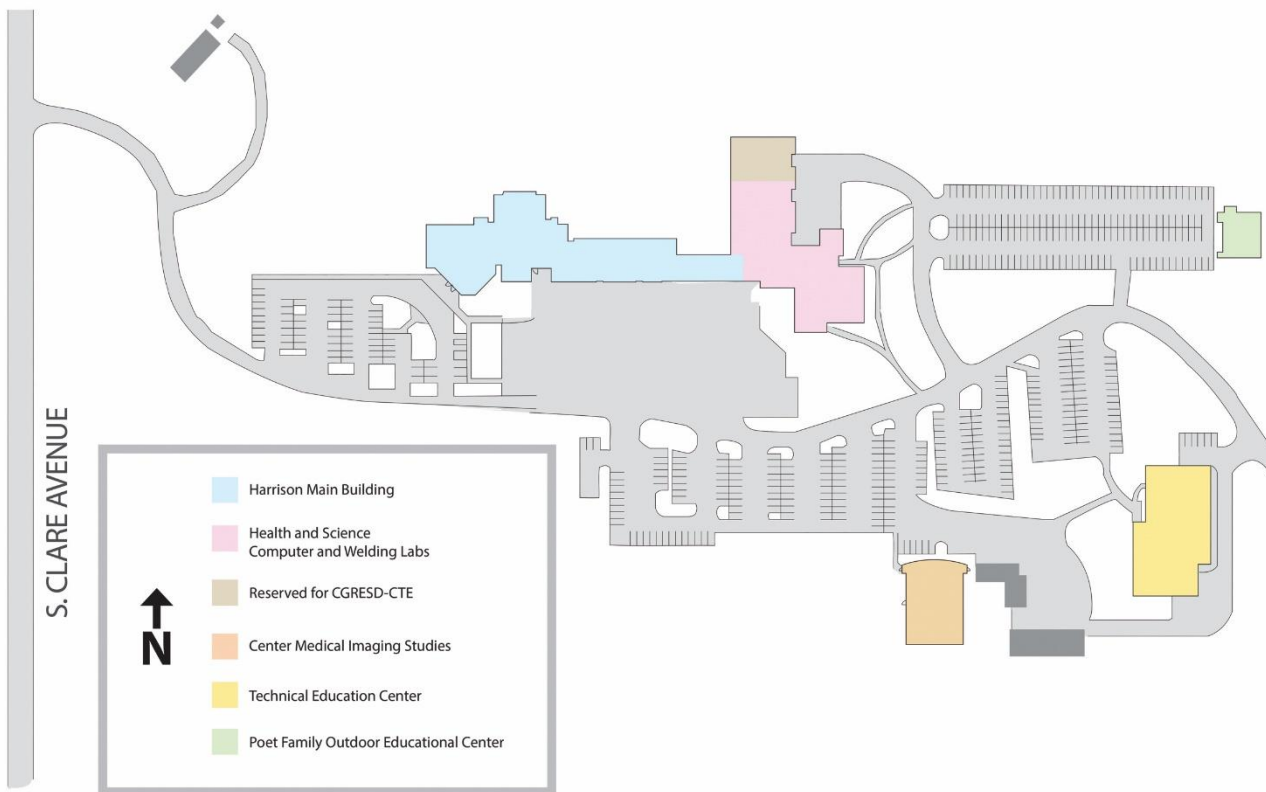 S. CLARE AVENUE
Harrison Main Building
Health and Science
Computer and Welding Labs
Reserved for CGRESD-CTE
N
Center Medical Imaging Studies
Technical Education Center
Poet Family Outdoor Educational Center